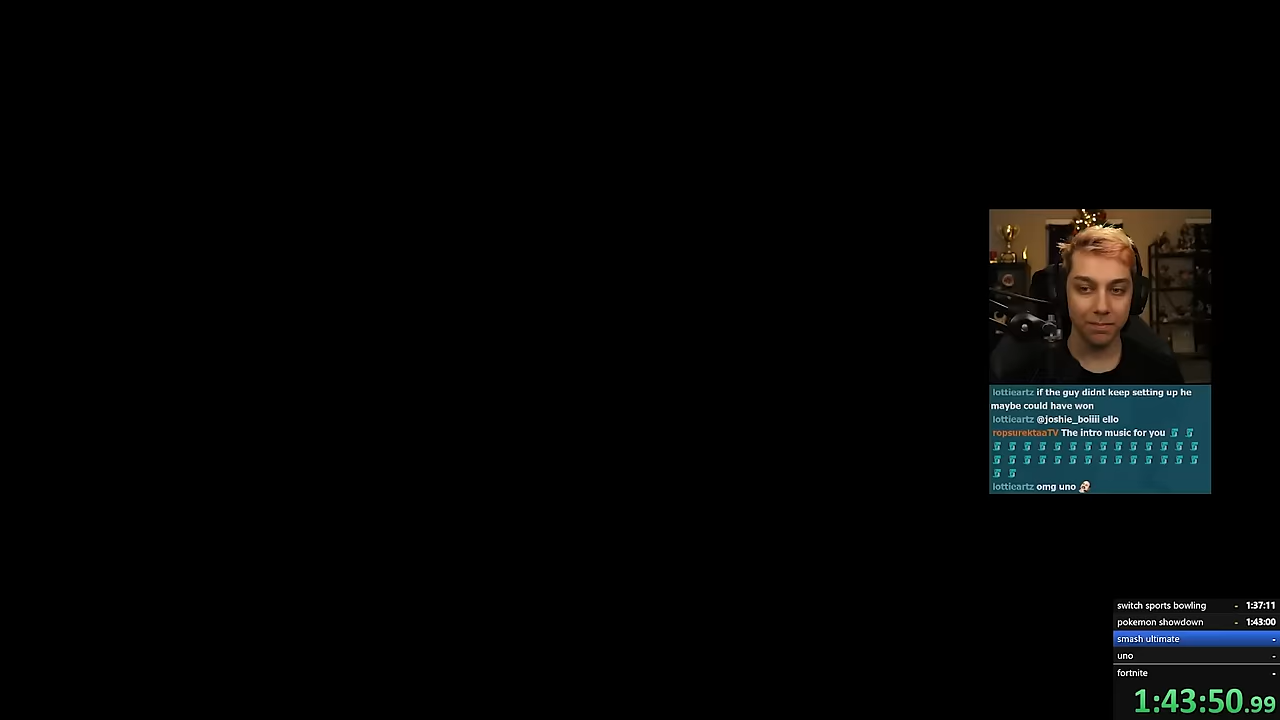 lottieartz if the guy didnt keep setting up he
maybe could have won
lottieartz @joshie_boiiii ello
ropsurektaaTV The intro music for you
lottieartz omg uno
switch sports bowling - 1:37:11
pokemon showdown - 1:43:00
smash ultimate -
uno -
fortnite -
1:43:50.99